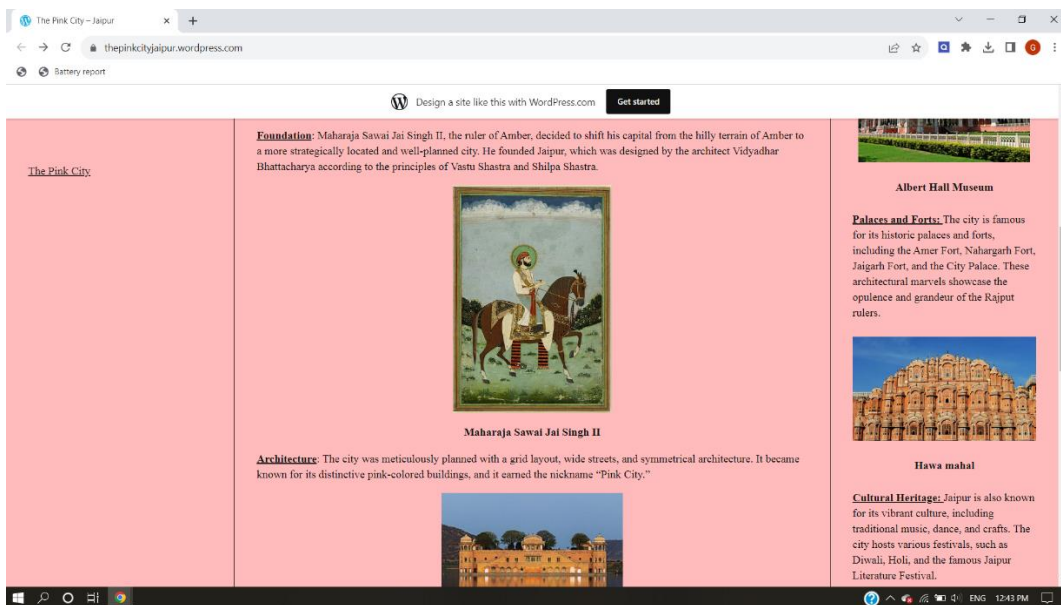 The Pink City – Jaipur
thepinkcityjaipur.wordpress.com
G
Battery report
Design a site like this with WordPress.com
Get started
The Pink City
Foundation: Maharaja Sawai Jai Singh II, the ruler of Amber, decided to shift his capital from the hilly terrain of Amber to
a more strategically located and well-planned city. He founded Jaipur, which was designed by the architect Vidyadhar
Bhattacharya according to the principles of Vastu Shastra and Shilpa Shastra.
Maharaja Sawai Jai Singh II
Architecture: The city was meticulously planned with a grid layout, wide streets, and symmetrical architecture. It became
known for its distinctive pink-colored buildings, and it earned the nickname “Pink City.”
Albert Hall Museum
Palaces and Forts: The city is famous
for its historic palaces and forts,
including the Amer Fort, Nahargarh Fort,
Jaigarh Fort, and the City Palace. These
architectural marvels showcase the
opulence and grandeur of the Rajput
rulers.
Hawa mahal
Cultural Heritage: Jaipur is also known
for its vibrant culture, including
traditional music, dance, and crafts. The
city hosts various festivals, such as
Diwali, Holi, and the famous Jaipur
Literature Festival.
ENG 12:43 PM